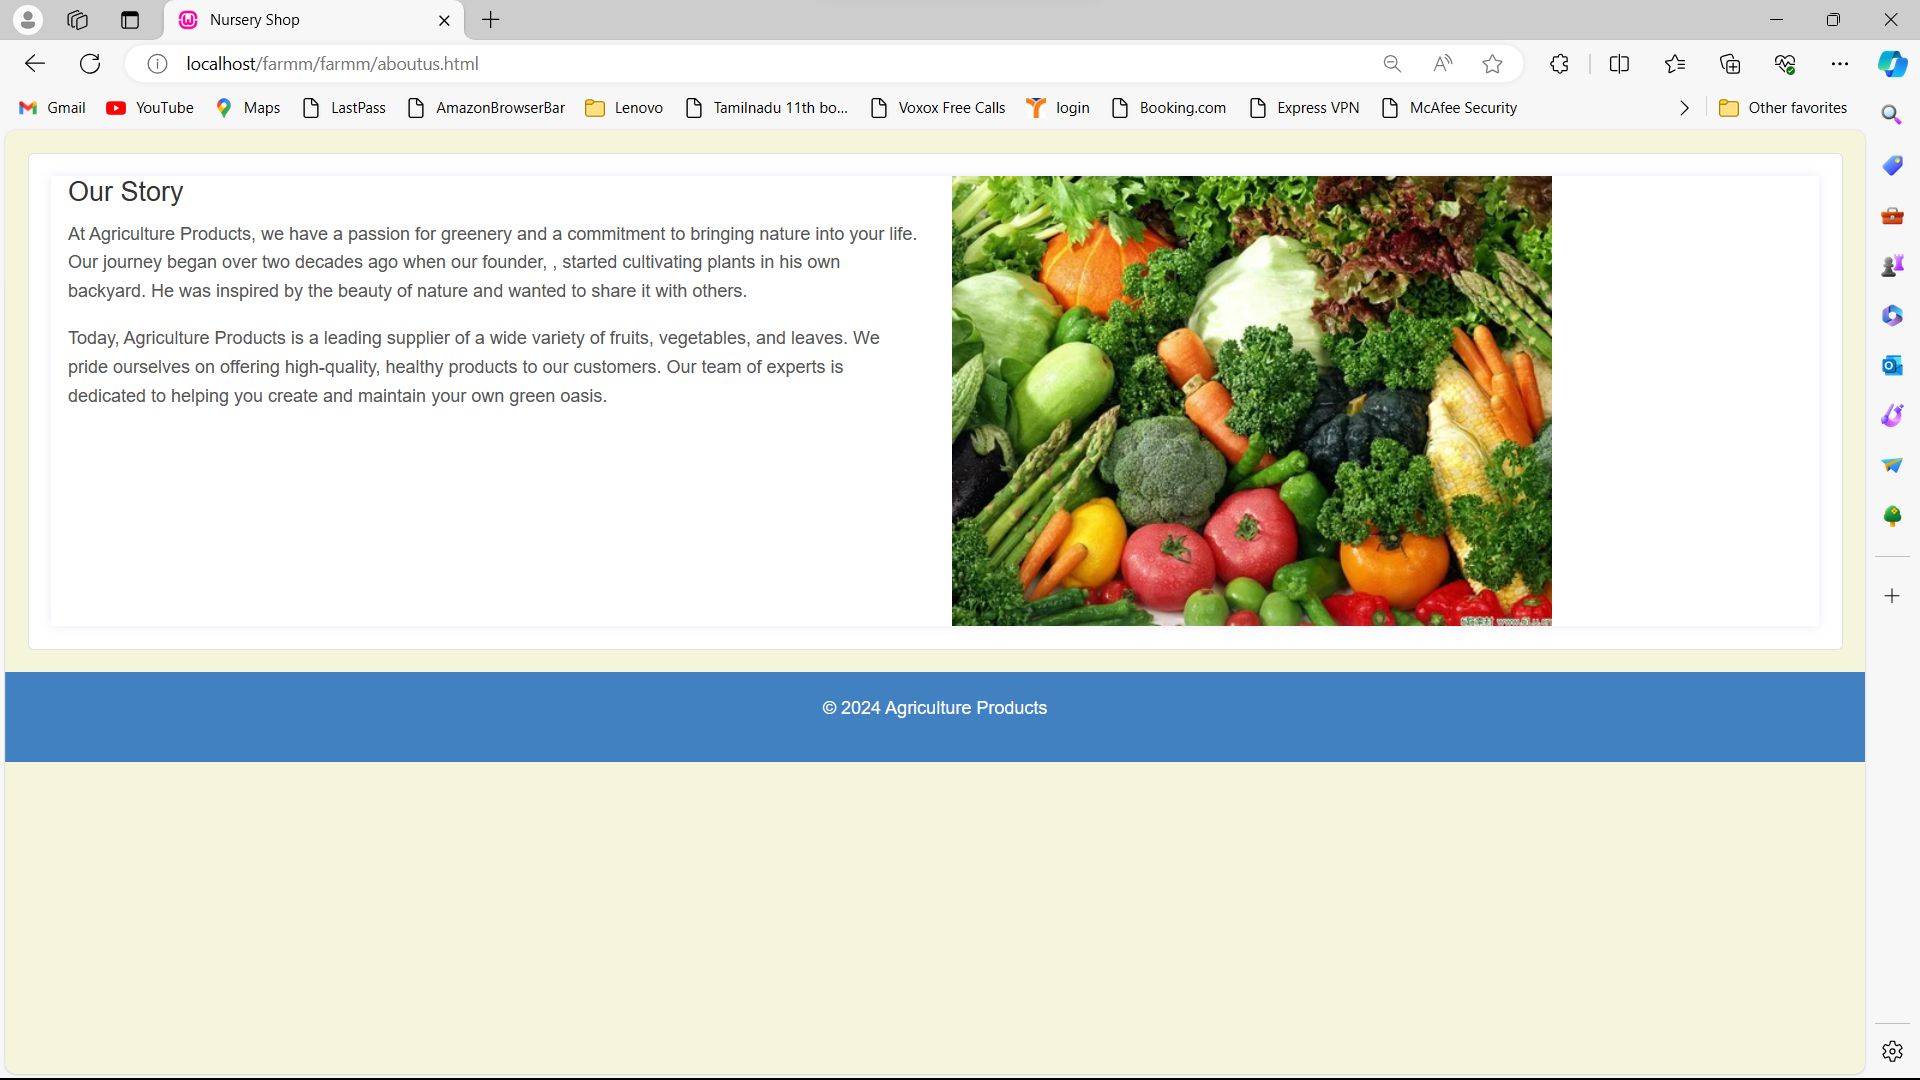 Nursery Shop
localhost/farmm/farmm/aboutus.html
Gmail YouTube Maps LastPass AmazonBrowserBar Lenovo Tamilnadu 11th bo... Voxox Free Calls login Booking.com Express VPN McAfee Security Other favorites
Our Story
At Agriculture Products, we have a passion for greenery and a commitment to bringing nature into your life.
Our journey began over two decades ago when our founder, , started cultivating plants in his own
backyard. He was inspired by the beauty of nature and wanted to share it with others.
Today, Agriculture Products is a leading supplier of a wide variety of fruits, vegetables, and leaves. We
pride ourselves on offering high-quality, healthy products to our customers. Our team of experts is
dedicated to helping you create and maintain your own green oasis.
© 2024 Agriculture Products